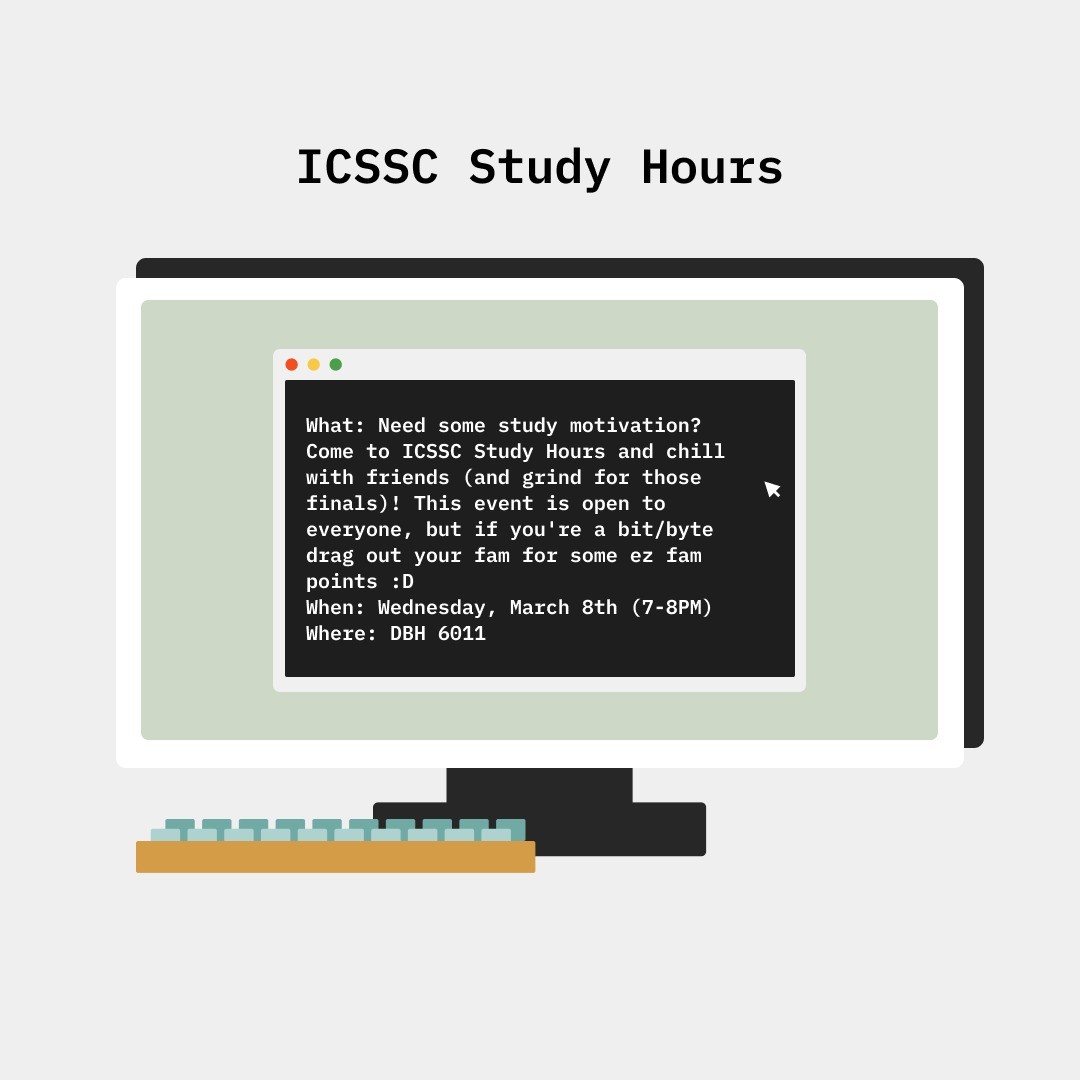 ICSSC Study Hours
What: Need some study motivation?
Come to ICSSC Study Hours and chill
with friends (and grind for those
finals)! This event is open to
everyone, but if you're a bit/byte
drag out your fam for some ez fam
points :D
When: Wednesday, March 8th (7-8PM)
Where: DBH 6011